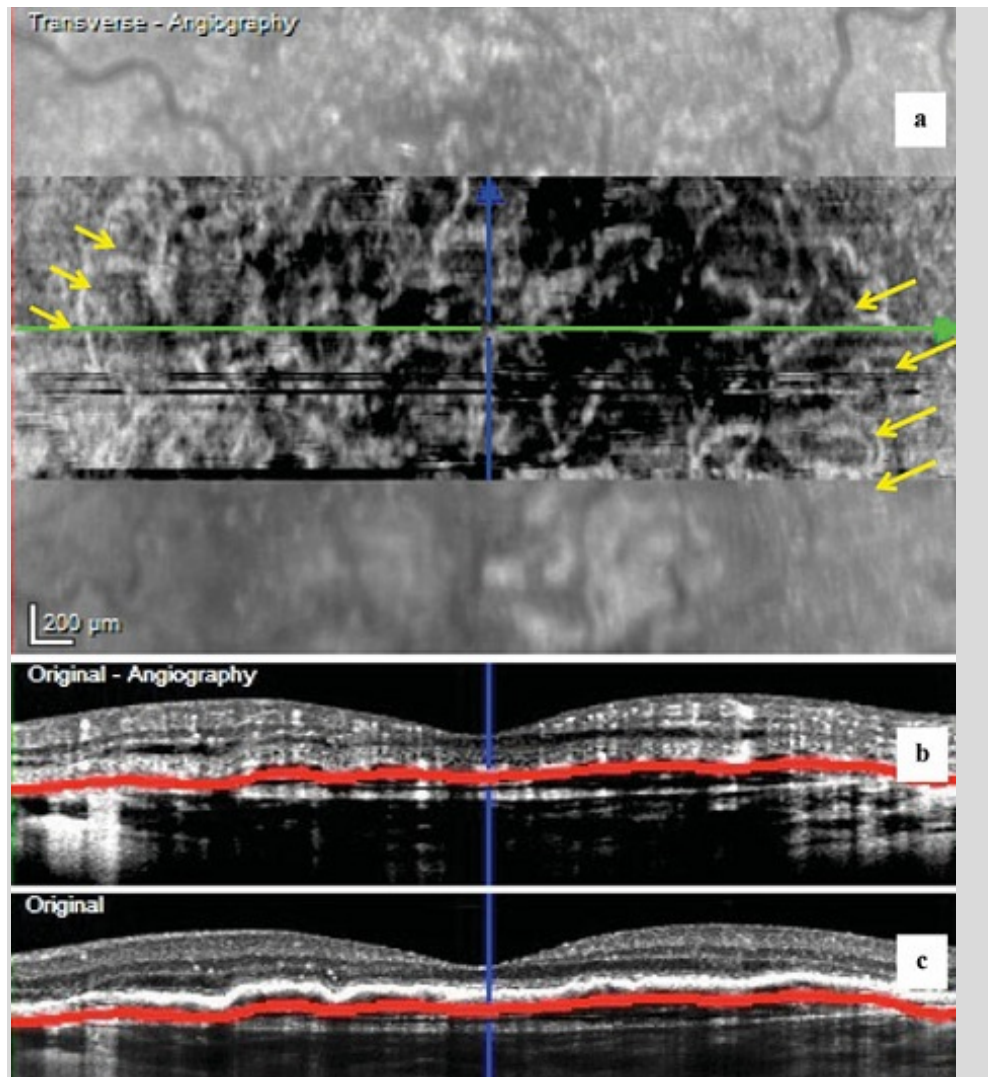 Transverse - Angiography
a
200 µm
Original - Angiography
b
Original
c